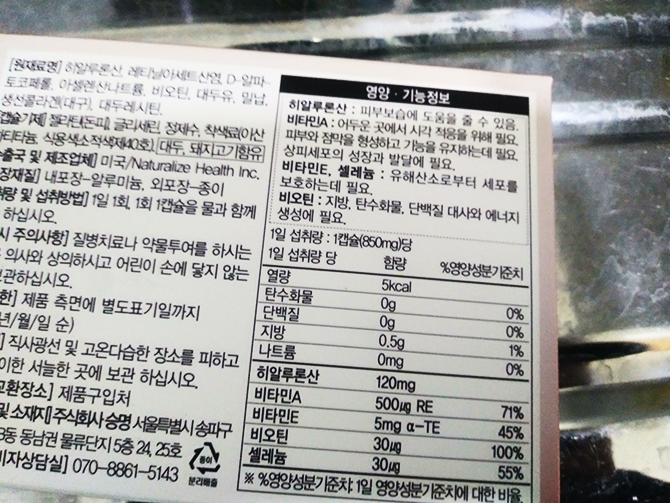 [원재료명] 히알루론산, 레티닐아세트산염, D-알파-
토코페롤, 아셀렌산나트륨, 비오틴, 대두유, 밀납,
생선콜라겐(대구), 대두레시틴.
캡슐기제] 젤라틴(돈피), 글리세린, 정제수, 착색료(이산
화티타늄, 식용색소적색제40호), 대두, 돼지고기함유
수출국 및 제조업체] 미국/Naturalize Health Inc.
포장재질] 내포장-알루미늄, 외포장-종이
섭취량 및 섭취방법] 1일 1회, 1회 1캡슐을 물과 함께
하십시오.
시 주의사항] 질병치료나 약물투여를 하시는
의사와 상의하시고 어린이 손에 닿지 않는
보관하십시오.
한] 제품 측면에 별도표기일까지
년/월/일 순)
] 직사광선 및 고온다습한 장소를 피하고
이한 서늘한 곳에 보관 하십시오.
교환장소] 제품구입처
및 소재지] 주식회사 승명 서울특별시 송파구
B동 동남권 물류단지 5층 24, 25호
비자상담실] 070-8861-5143
종이
분리배출
영양 · 기능정보
히알루론산 : 피부보습에 도움을 줄 수 있음.
비타민A : 어두운 곳에서 시각 적응을 위해 필요.
피부와 점막을 형성하고 기능을 유지하는데 필요.
상피세포의 성장과 발달에 필요.
비타민E, 셀레늄 : 유해산소로부터 세포를
보호하는데 필요.
비오틴 : 지방, 탄수화물, 단백질 대사와 에너지
생성에 필요.
1일 섭취량 : 1캡슐(850mg)당
1일 섭취량 당 함량 %영양성분기준치
열량 5kcal
탄수화물 0g 0%
단백질 0g 0%
지방 0.5g 1%
나트륨 0mg 0%
히알루론산 120mg
비타민A 500㎍ RE 71%
비타민E 5mg α-TE 45%
비오틴 30㎍ 100%
셀레늄 30㎍ 55%
※ %영양성분기준치: 1일 영양성분기준치에 대한 비율